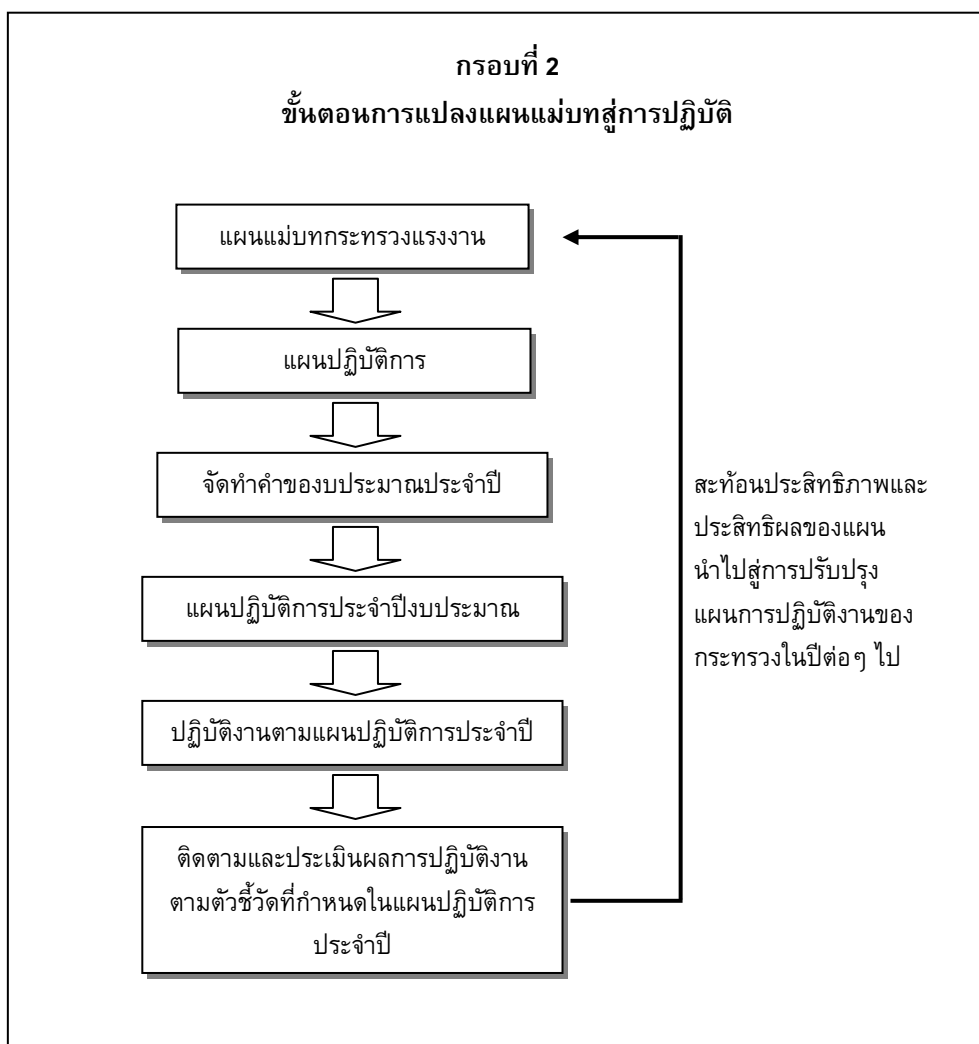 กรอบที่ 2
ขั้นตอนการแปลงแผนแม่บทสู่การปฏิบัติ
แผนแม่บทกระทรวงแรงงาน
แผนปฏิบัติการ
จัดทำคำของบประมาณประจำปี
แผนปฏิบัติการประจำปีงบประมาณ
ปฏิบัติงานตามแผนปฏิบัติการประจำปี
ติดตามและประเมินผลการปฏิบัติงาน
ตามตัวชี้วัดที่กำหนดในแผนปฏิบัติการ
ประจำปี
สะท้อนประสิทธิภาพและ
ประสิทธิผลของแผน
นำไปสู่การปรับปรุง
แผนการปฏิบัติงานของ
กระทรวงในปีต่อๆ ไป